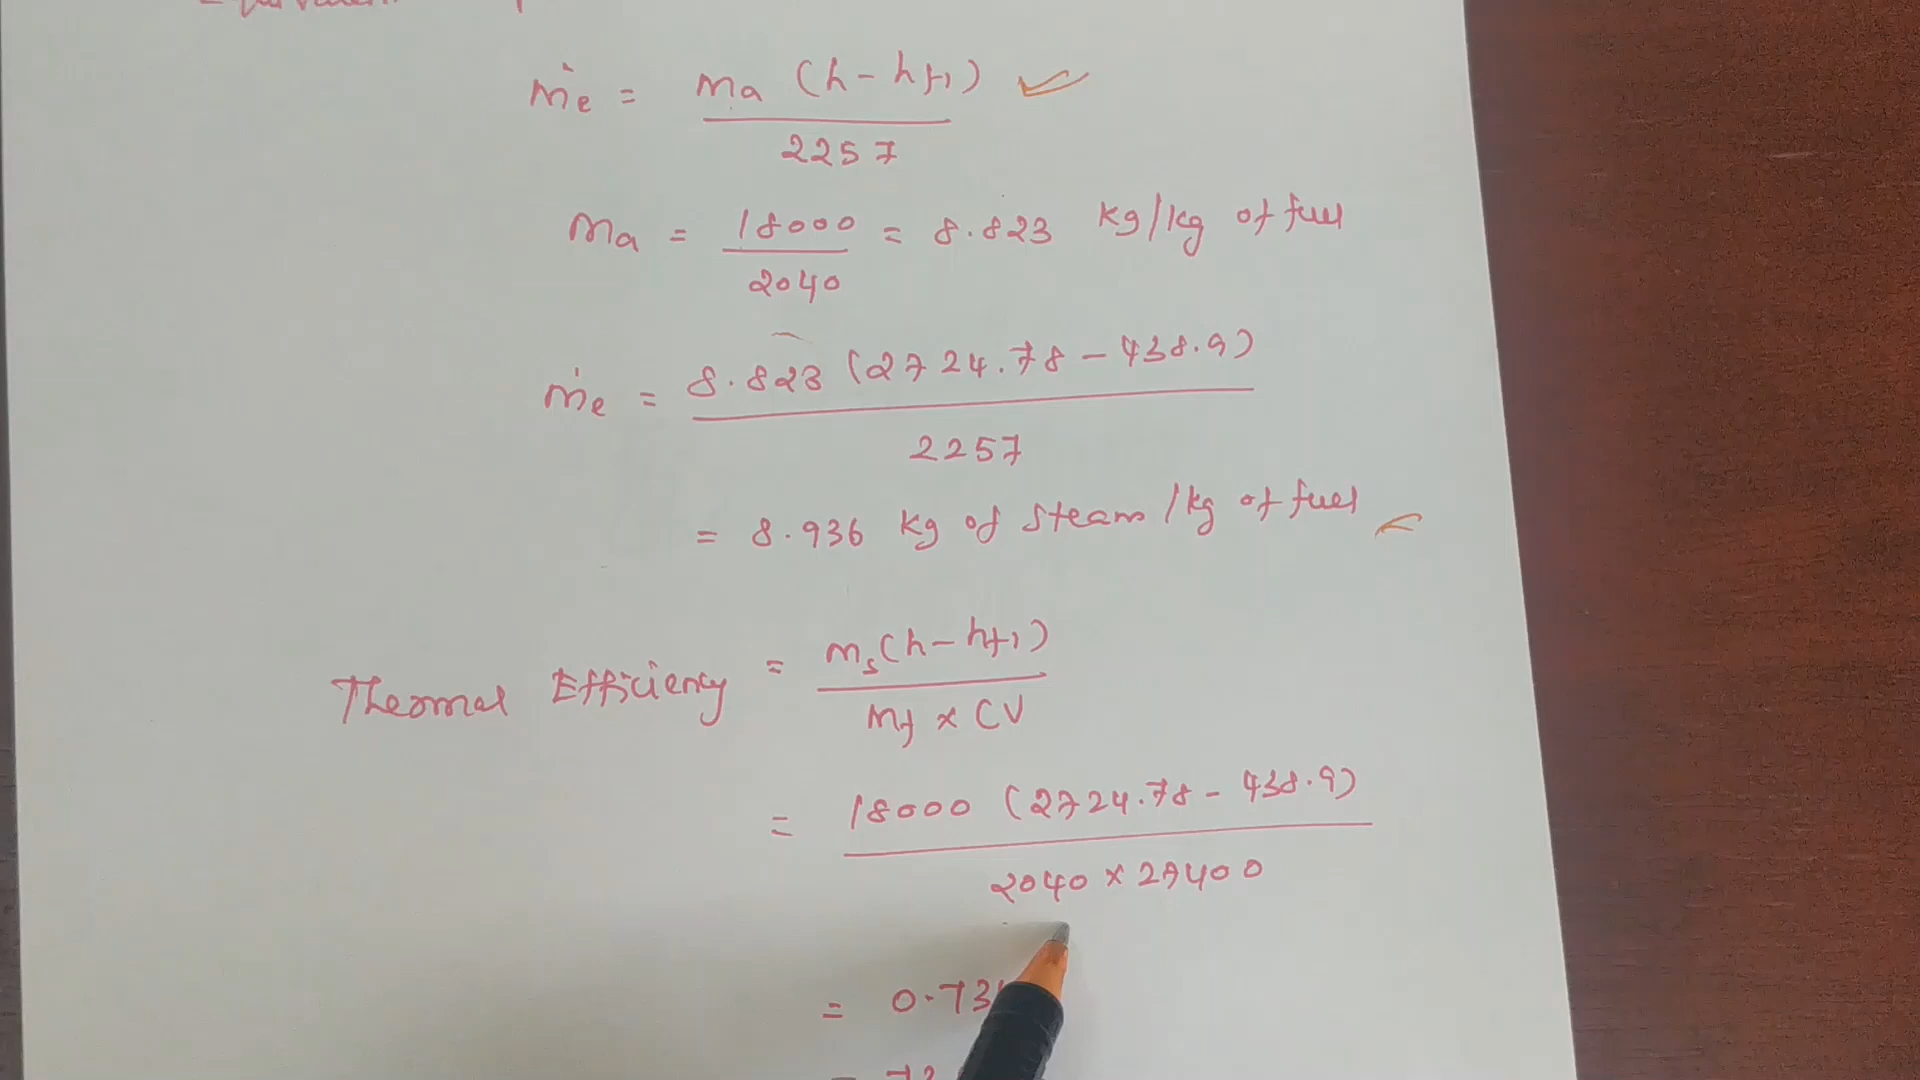 ṁe = ma (h - hf1)
2257
ma = 18000 = 8.823 kg/kg of fuel
2040
ṁe = 8.823 (2724.78 - 438.9)
2257
= 8.936 kg of steam /kg of fuel
Thermal Efficiency = ms(h - hf1)
mf × CV
= 18000 (2724.78 - 438.9)
2040 × 27400
= 0.73